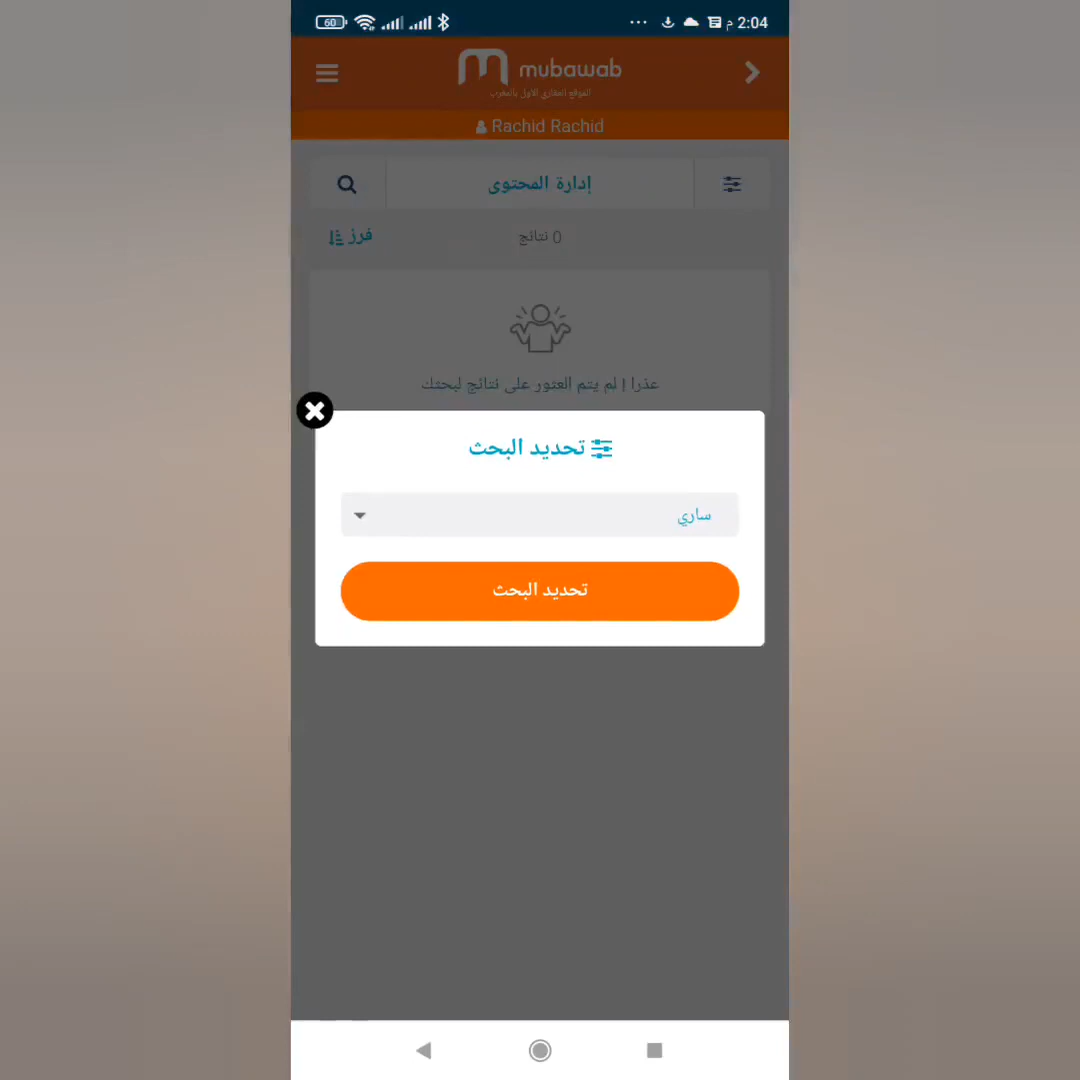 60 ... م 2:04
mubawab
الموقع العقاري الأول بالمغرب
Rachid Rachid
إدارة المحتوى
0 نتائج
فرز
عذرا ! لم يتم العثور على نتائج لبحثك
تحديد البحث
ساري
تحديد البحث